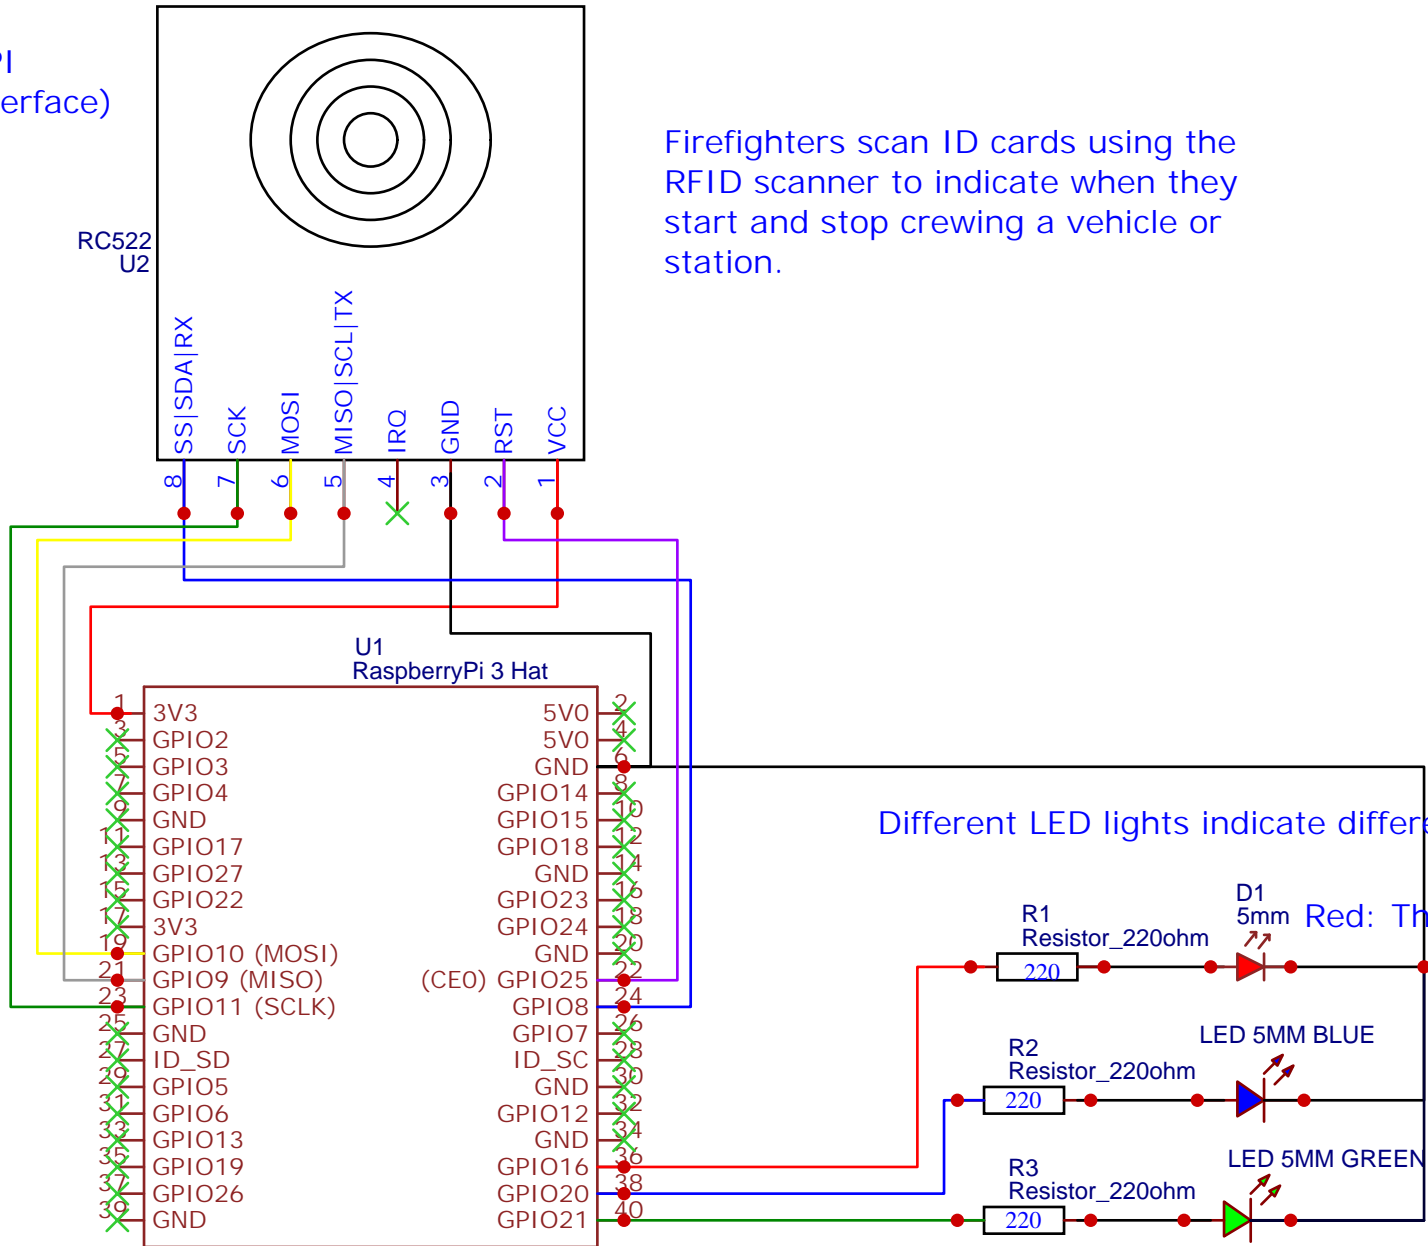 PI
erface)
Firefighters scan ID cards using the
RFID scanner to indicate when they
start and stop crewing a vehicle or
station.
RC522
U2
SS|SDA|RX
SCK
MOSI
MISO|SCL|TX
IRQ
GND
RST
VCC
8
7
6
5
4
3
2
1
U1
RaspberryPi 3 Hat
1 3V3 5V0 2
3 GPIO2 5V0 4
5 GPIO3 GND 6
7 GPIO4 GPIO14 8
9 GND GPIO15 10
11 GPIO17 GPIO18 12
13 GPIO27 GND 14
15 GPIO22 GPIO23 16
17 3V3 GPIO24 18
19 GPIO10 (MOSI) GND 20
21 GPIO9 (MISO) (CE0) GPIO25 22
23 GPIO11 (SCLK) GPIO8 24
25 GND GPIO7 26
27 ID_SD ID_SC 28
29 GPIO5 GND 30
31 GPIO6 GPIO12 32
33 GPIO13 GND 34
35 GPIO19 GPIO16 36
37 GPIO26 GPIO20 38
39 GND GPIO21 40
Different LED lights indicate differe
R1
Resistor_220ohm
220
D1
5mm
Red: Th
R2
Resistor_220ohm
220
LED 5MM BLUE
R3
Resistor_220ohm
220
LED 5MM GREEN